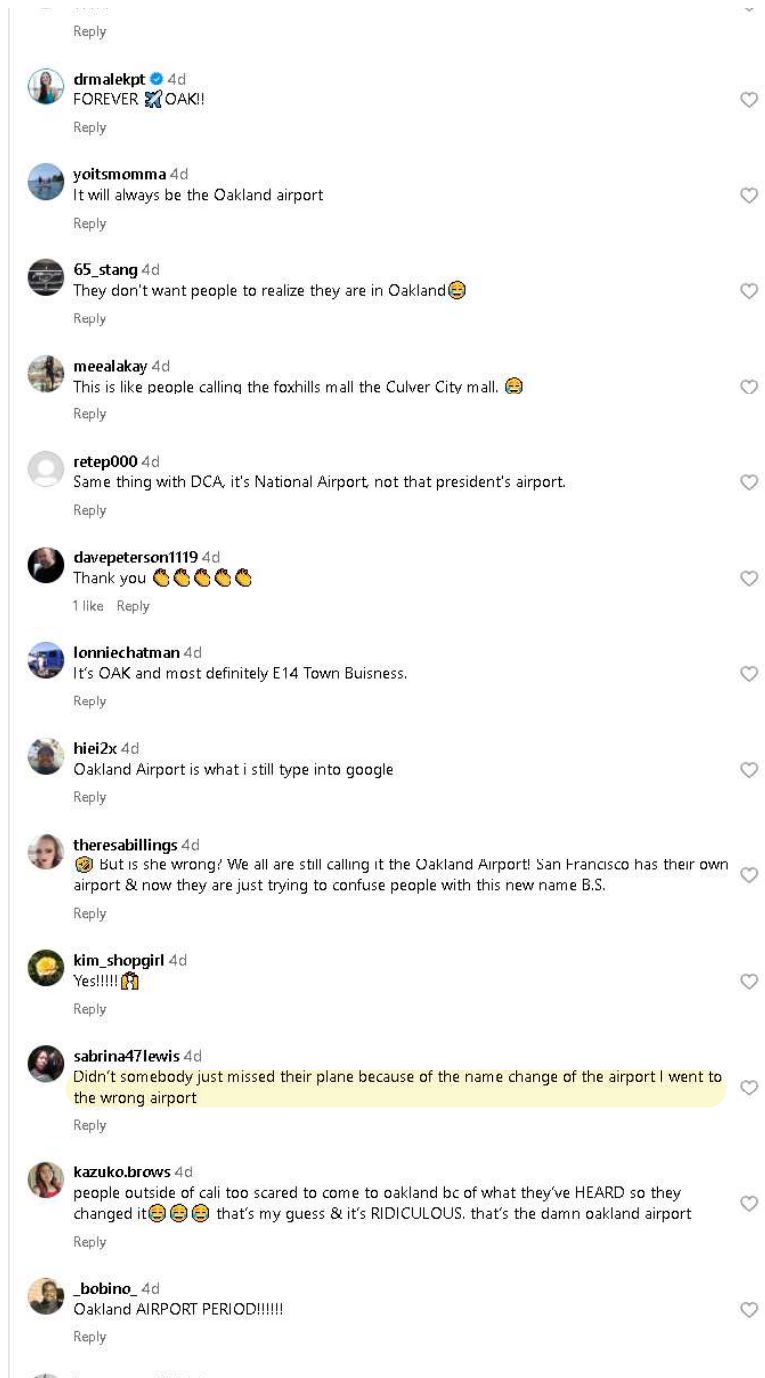 Reply
drmalekpt 4d
FOREVER ✈️OAK!!
Reply
yoitsmomma 4d
It will always be the Oakland airport
Reply
65_stang 4d
They don't want people to realize they are in Oakland😂
Reply
meealakay 4d
This is like people calling the foxhills mall the Culver City mall. 😂
Reply
retep000 4d
Same thing with DCA, it's National Airport, not that president's airport.
Reply
davepeterson1119 4d
Thank you 👏👏👏👏👏
1 like Reply
lonniechatman 4d
It's OAK and most definitely E14 Town Buisness.
Reply
hiei2x 4d
Oakland Airport is what i still type into google
Reply
theresabillings 4d
🤣 But is she wrong? We all are still calling it the Oakland Airport! San Francisco has their own
airport & now they are just trying to confuse people with this new name B.S.
Reply
kim_shopgirl 4d
Yes!!!!!🙌
Reply
sabrina47lewis 4d
Didn't somebody just missed their plane because of the name change of the airport I went to
the wrong airport
Reply
kazuko.brows 4d
people outside of cali too scared to come to oakland bc of what they've HEARD so they
changed it😂😂😂 that's my guess & it's RIDICULOUS. that's the damn oakland airport
Reply
_bobino_ 4d
Oakland AIRPORT PERIOD!!!!!!
Reply